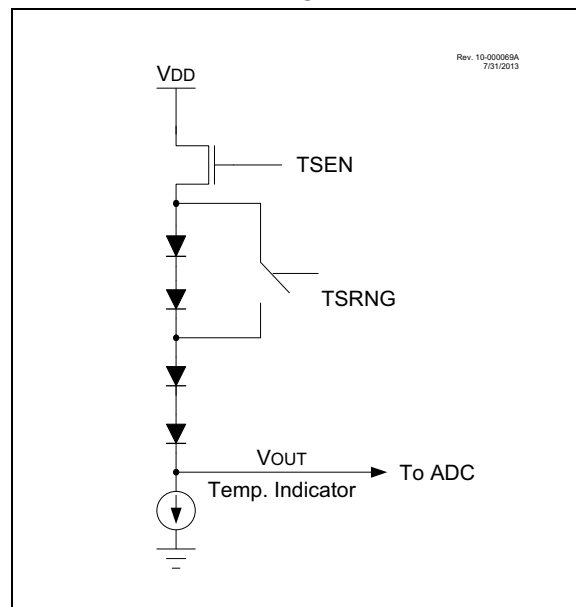 Rev. 10-000069A
7/31/2013
VDD
TSEN
TSRNG
VOUT
Temp. Indicator
To ADC